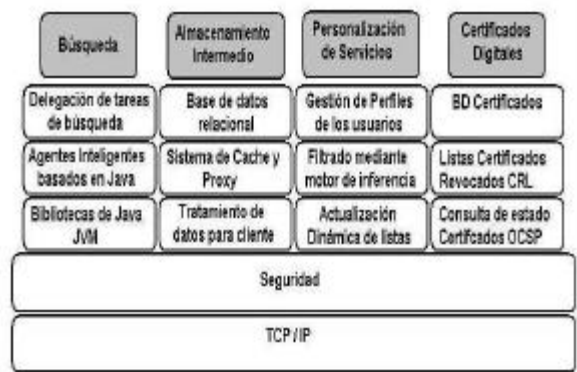 Búsqueda
Almacenamiento
Intermedio
Personalización
de Servicios
Certificados
Digitales
Delegación de tareas
de búsqueda
Base de datos
relacional
Gestión de Perfiles
de los usuarios
BD Certificados
Agentes Inteligentes
basados en Java
Sistema de Cache y
Proxy
Filtrado mediante
motor de inferencia
Listas Certificados
Revocados CRL
Bibliotecas de Java
JVM
Tratamiento de
datos para cliente
Actualización
Dinámica de listas
Consulta de estado
Certifcados OCSP
Seguridad
TCP / IP